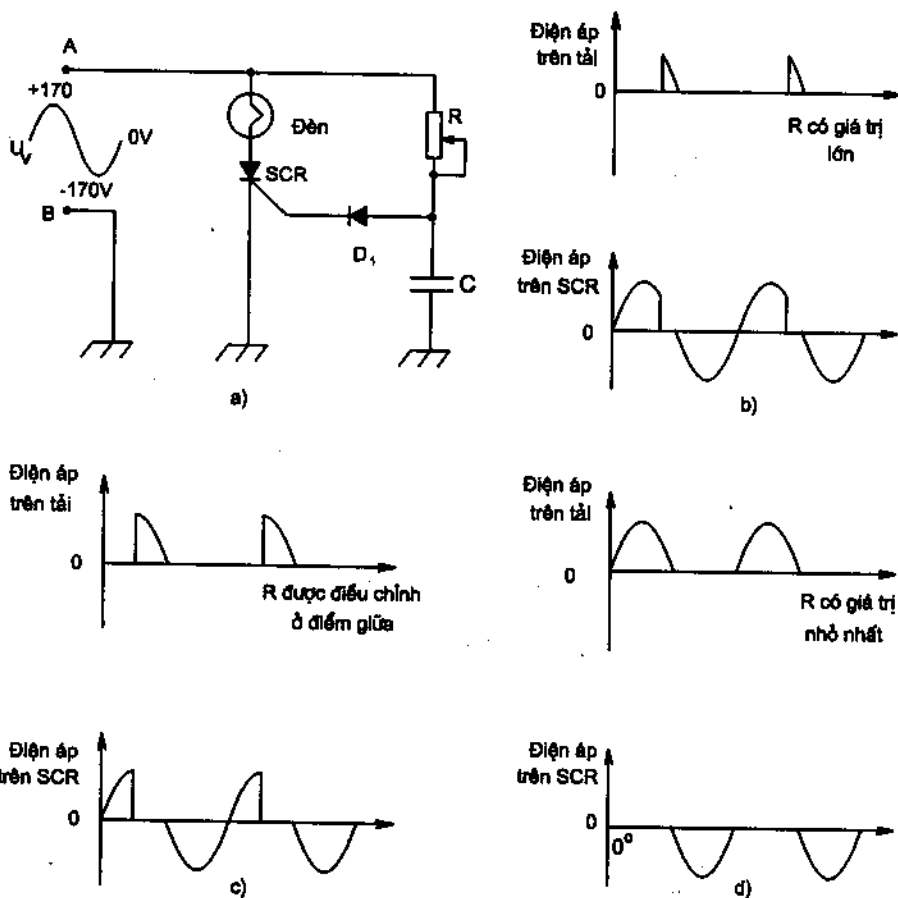 A
+170
0V
Uv
-170V
B
Đèn
SCR
R
D1
C
a)
Điện áp
trên tải
0
R có giá trị
lớn
Điện áp
trên SCR
0
b)
Điện áp
trên tải
0
R được điều chỉnh
ở điểm giữa
Điện áp
trên tải
0
R có giá trị
nhỏ nhất
Điện áp
trên SCR
0
c)
Điện áp
trên SCR
0
0°
d)